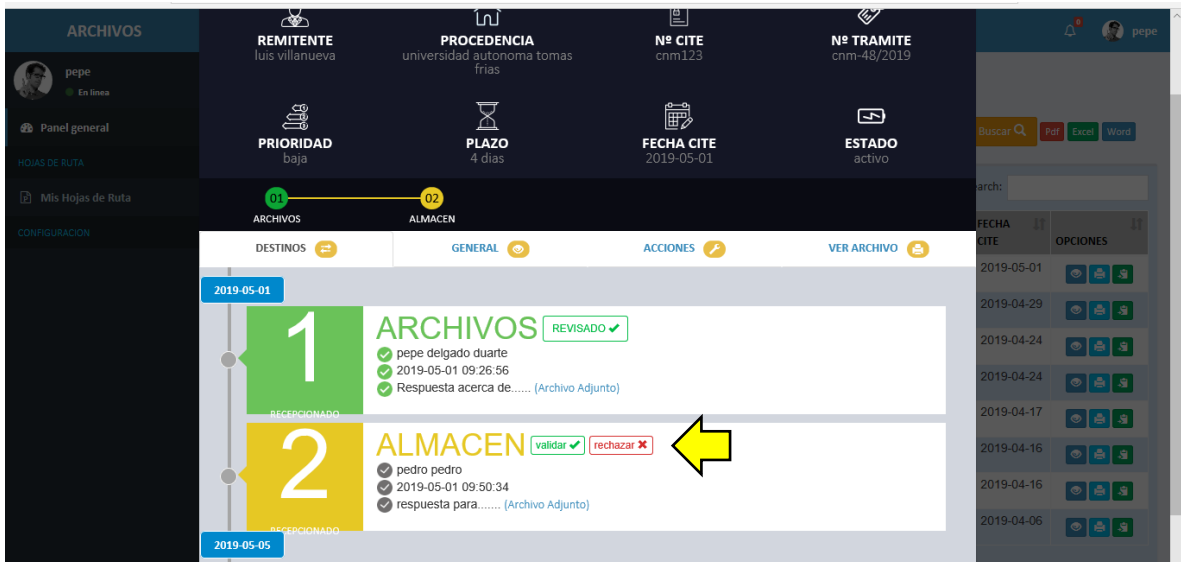 ARCHIVOS
pepe
En linea
Panel general
HOJAS DE RUTA
Mis Hojas de Ruta
CONFIGURACION
REMITENTE
luis villanueva
PROCEDENCIA
universidad autonoma tomas
frias
Nº CITE
cnm123
Nº TRAMITE
cnm-48/2019
PRIORIDAD
baja
PLAZO
4 dias
FECHA CITE
2019-05-01
ESTADO
activo
01
ARCHIVOS
02
ALMACEN
DESTINOS
GENERAL
ACCIONES
VER ARCHIVO
2019-05-01
1
RECEPCIONADO
ARCHIVOS REVISADO
pepe delgado duarte
2019-05-01 09:26:56
Respuesta acerca de...... (Archivo Adjunto)
2
RECEPCIONADO
ALMACEN validar rechazar
pedro pedro
2019-05-01 09:50:34
respuesta para....... (Archivo Adjunto)
2019-05-05
0
pepe
Buscar
Pdf Excel Word
earch:
FECHA
CITE
OPCIONES
2019-05-01
2019-04-29
2019-04-24
2019-04-24
2019-04-17
2019-04-16
2019-04-16
2019-04-06